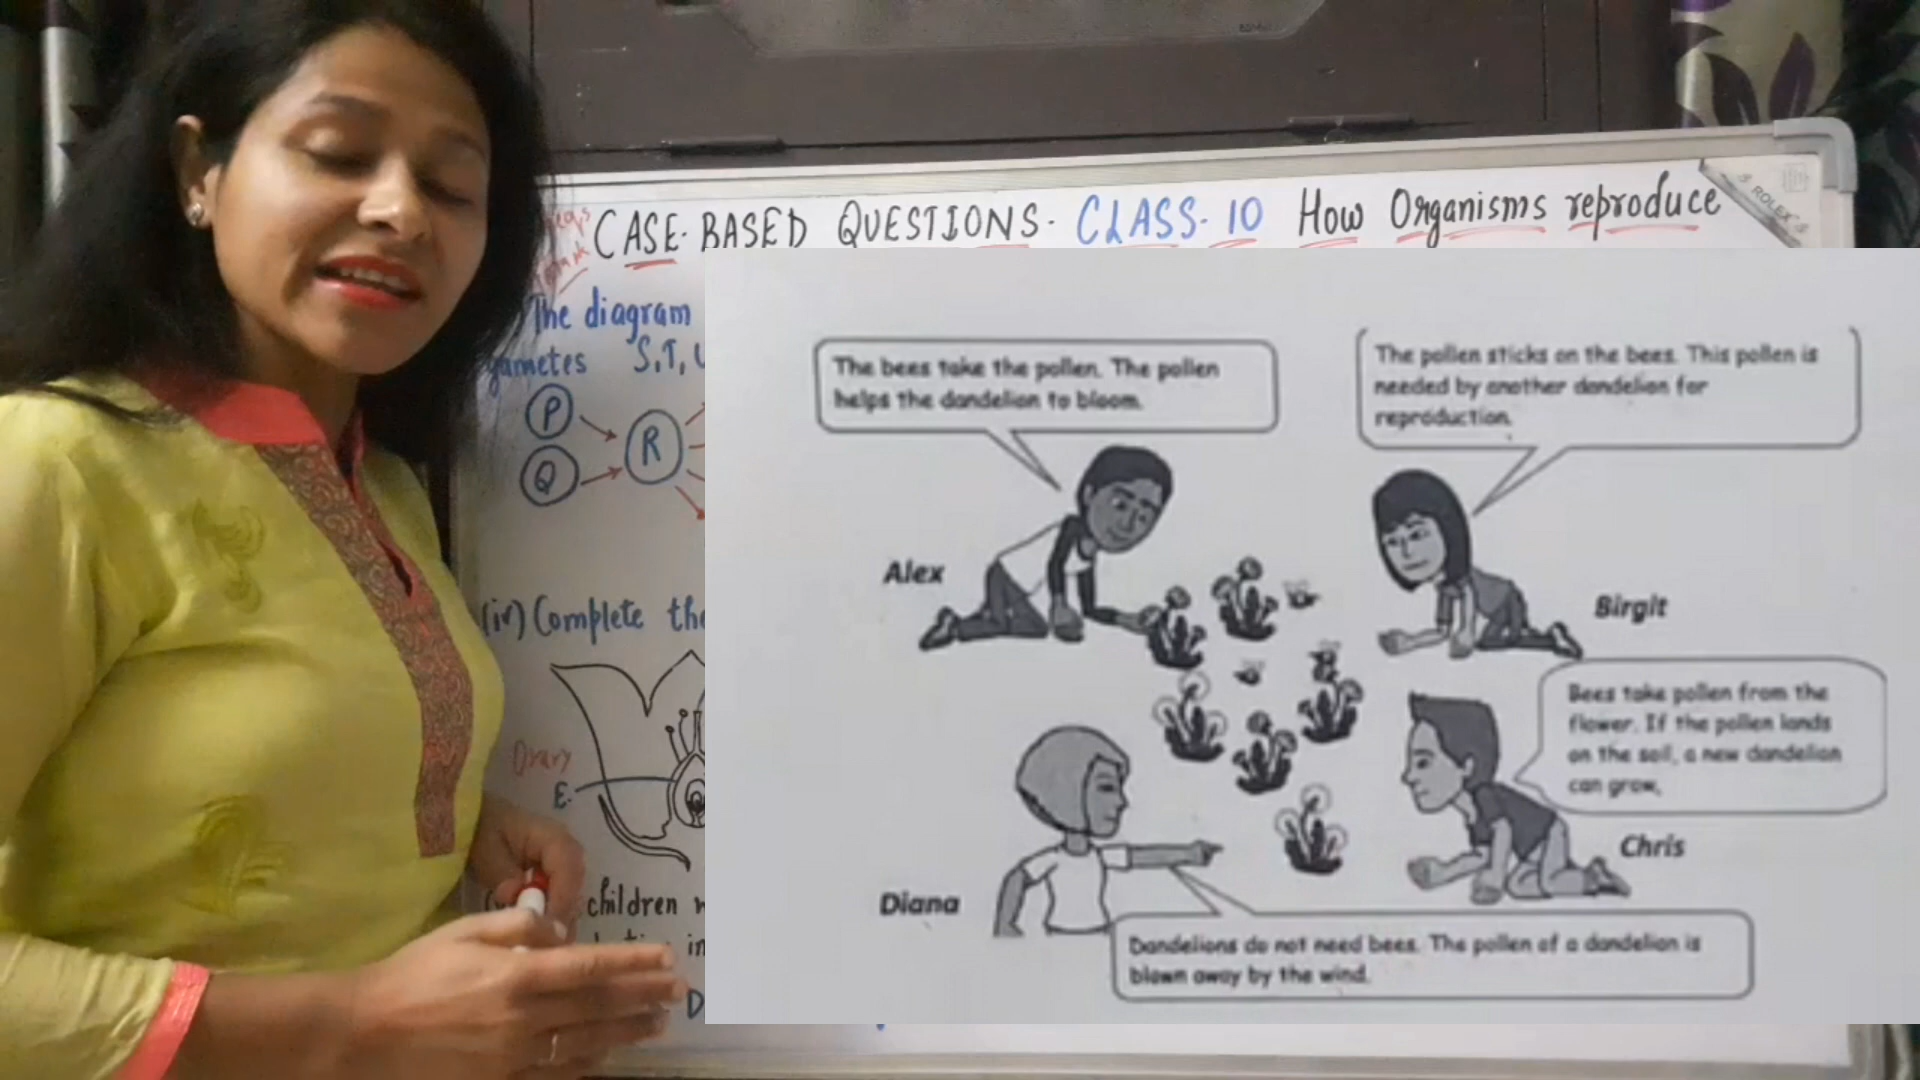 CASE-BASED QUESTIONS- CLASS-10 How Organisms reproduce
ROLEX
The diagram
gametes S,T,U
P
Q
R
(iv) Complete the
Ovary
E.
children
in
D
The bees take the pollen. The pollen
helps the dandelion to bloom.
The pollen sticks on the bees. This pollen is
needed by another dandelion for
reproduction.
Alex
Birgit
Bees take pollen from the
flower. If the pollen lands
on the soil, a new dandelion
can grow.
Chris
Diana
Dandelions do not need bees. The pollen of a dandelion is
blown away by the wind.